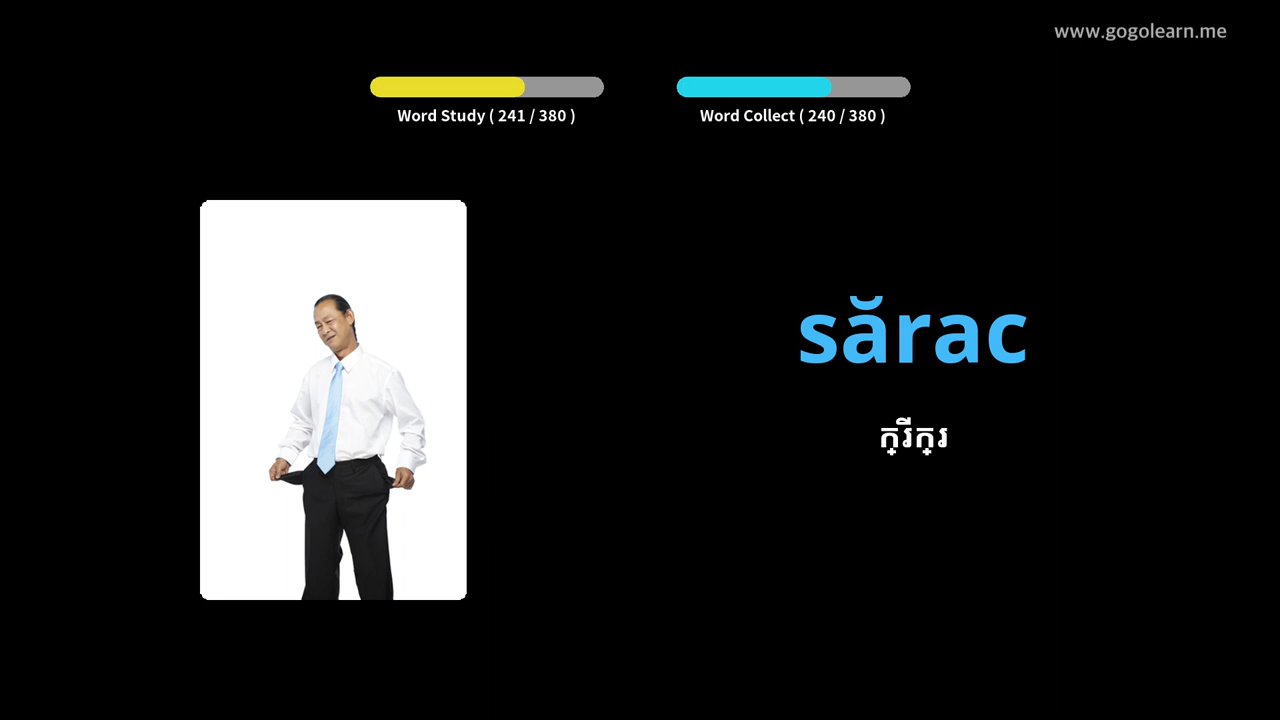 www.gogolearn.me
Word Study ( 241 / 380 )
Word Collect ( 240 / 380 )
sărac
ក្រីក្រ